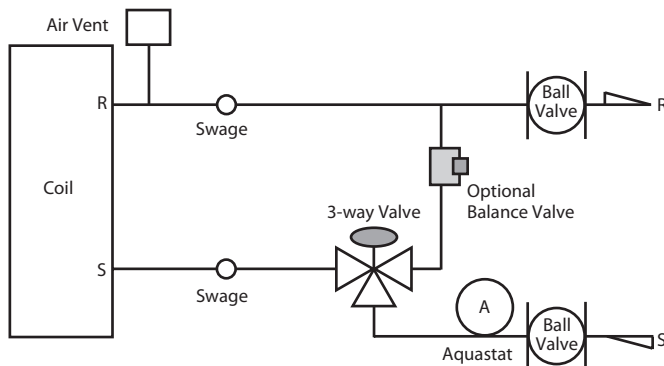 Air Vent
R
Swage
Ball
Valve
R
Coil
Optional
Balance Valve
3-way Valve
S
Swage
A
Aquastat
Ball
Valve
S